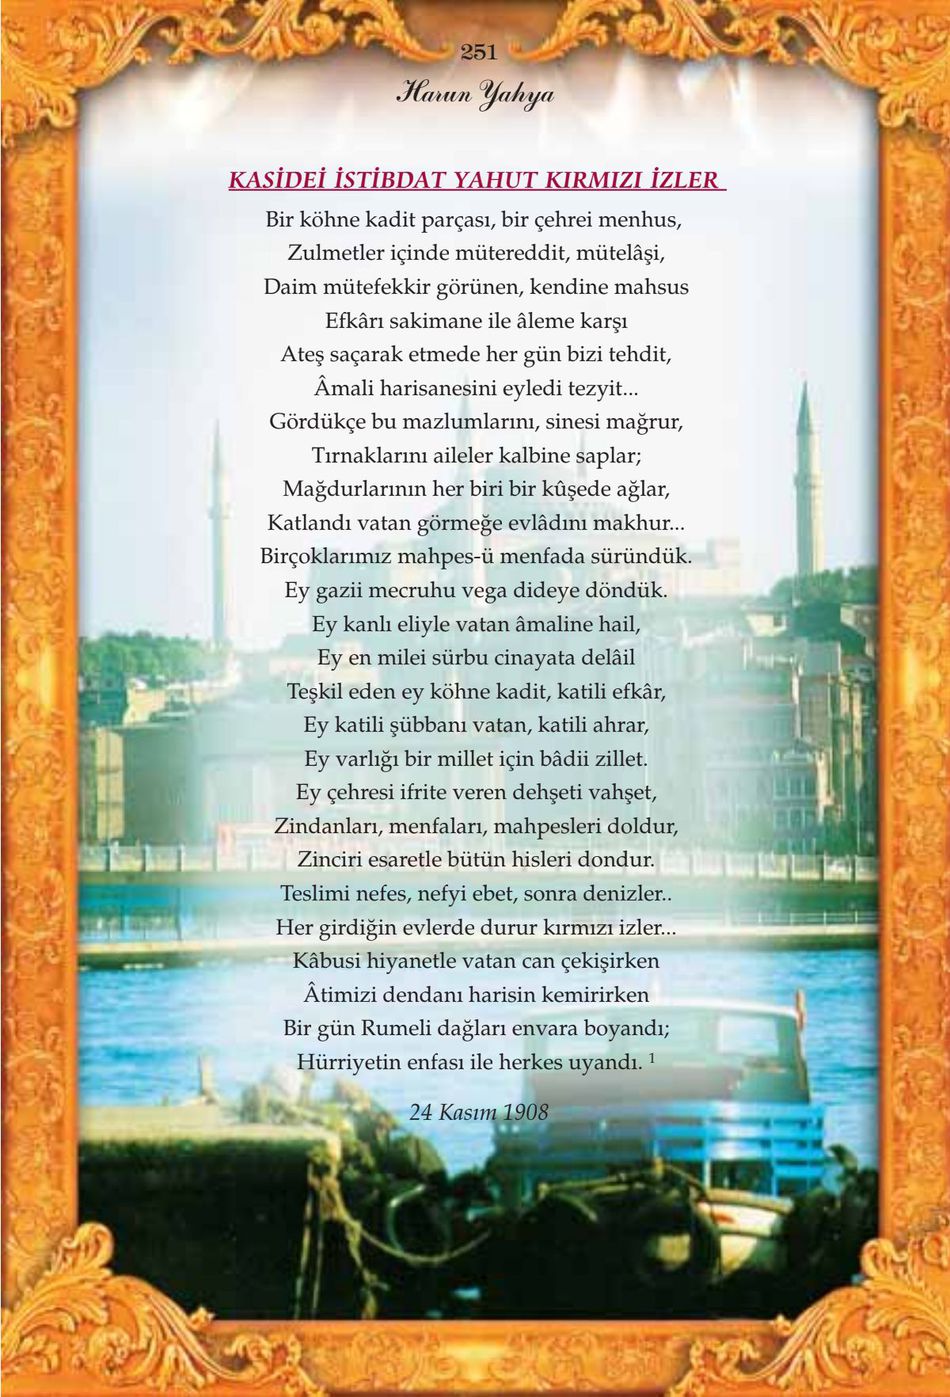 251
Harun Yahya
KASİDEİ İSTİBDAT YAHUT KIRMIZI İZLER
Bir köhne kadit parçası, bir çehrei menhus,
Zulmetler içinde mütereddit, mütelâşi,
Daim mütefekkir görünen, kendine mahsus
Efkârı sakimane ile âleme karşı
Ateş saçarak etmede her gün bizi tehdit,
Âmali harisanesini eyledi tezyit...
Gördükçe bu mazlumlarını, sinesi mağrur,
Tırnaklarını aileler kalbine saplar;
Mağdurlarının her biri bir kûşede ağlar,
Katlandı vatan görmeğe evlâdını makhur...
Birçoklarımız mahpes-ü menfada süründük.
Ey gazii mecruhu vega dideye döndük.
Ey kanlı eliyle vatan âmaline hail,
Ey en milei sürbu cinayata delâil
Teşkil eden ey köhne kadit, katili efkâr,
Ey katili şübbanı vatan, katili ahrar,
Ey varlığı bir millet için bâdii zillet.
Ey çehresi ifrite veren dehşeti vahşet,
Zindanları, menfaları, mahpesleri doldur,
Zinciri esaretle bütün hisleri dondur.
Teslimi nefes, nefyi ebet, sonra denizler..
Her girdiğin evlerde durur kırmızı izler...
Kâbusi hiyanetle vatan can çekişirken
Âtimizi dendanı harisin kemirirken
Bir gün Rumeli dağları envara boyandı;
Hürriyetin enfası ile herkes uyandı. 1
24 Kasım 1908